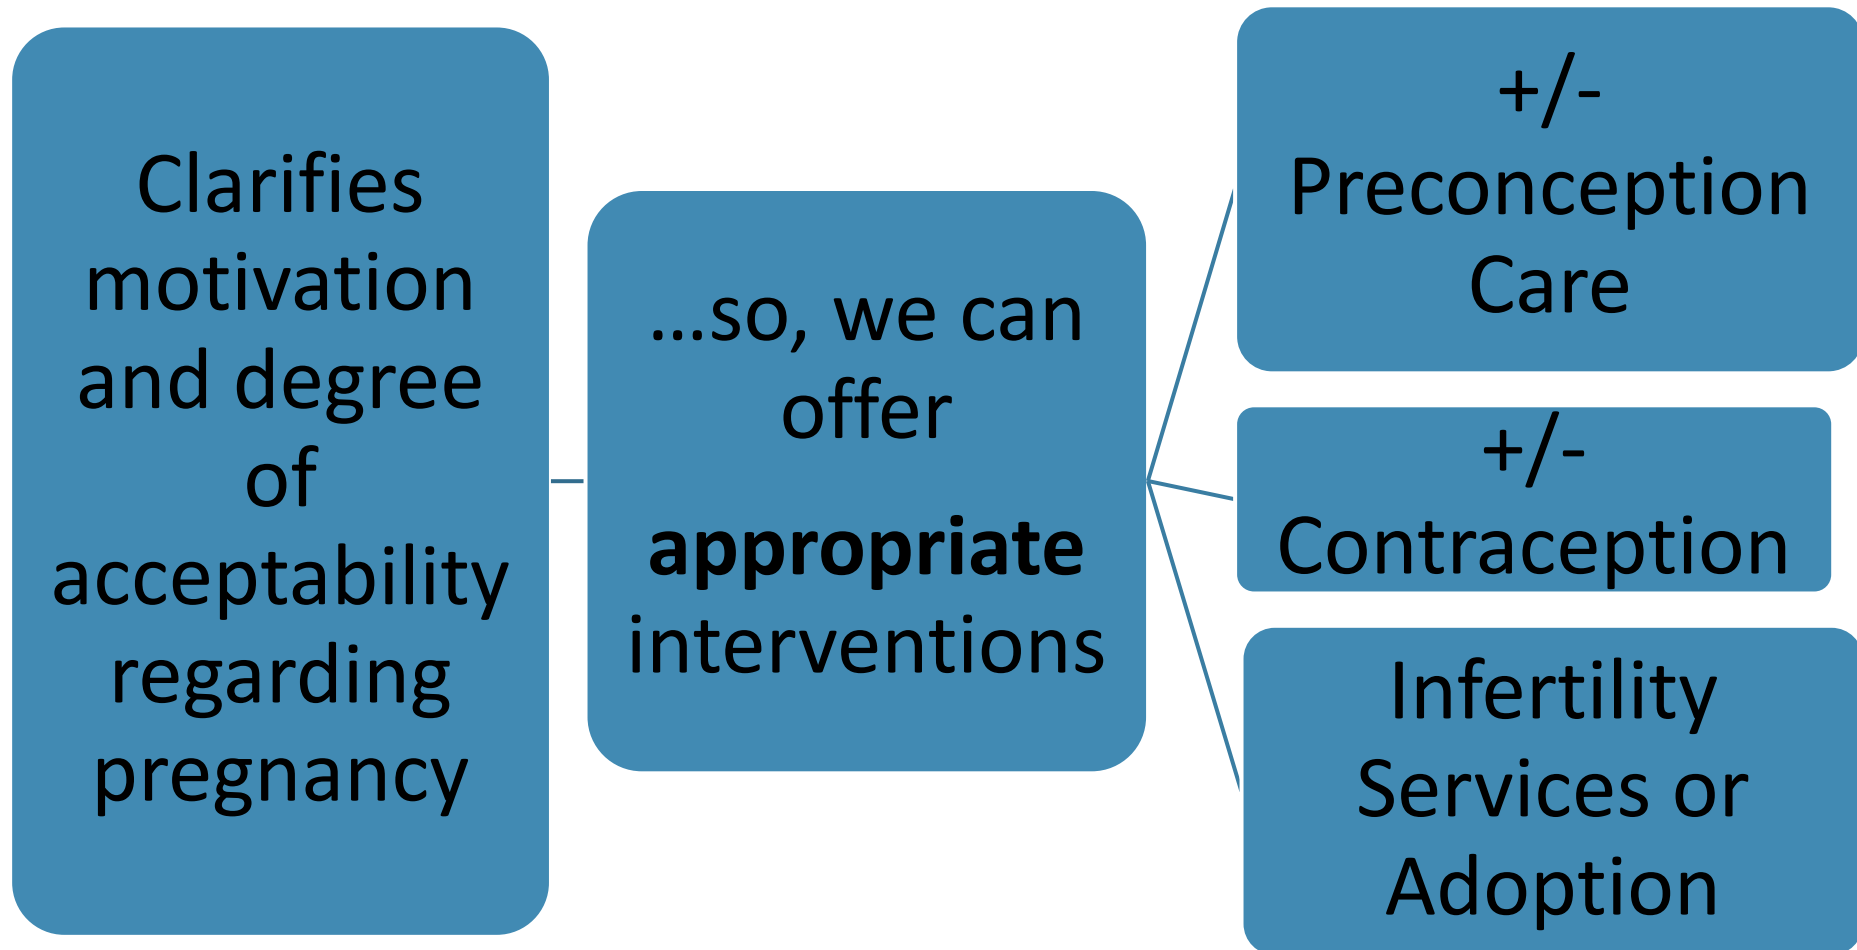 Clarifies
motivation
and degree
of
acceptability
regarding
pregnancy
...so, we can
offer
appropriate
interventions
+/-
Preconception
Care
+/-
Contraception
Infertility
Services or
Adoption